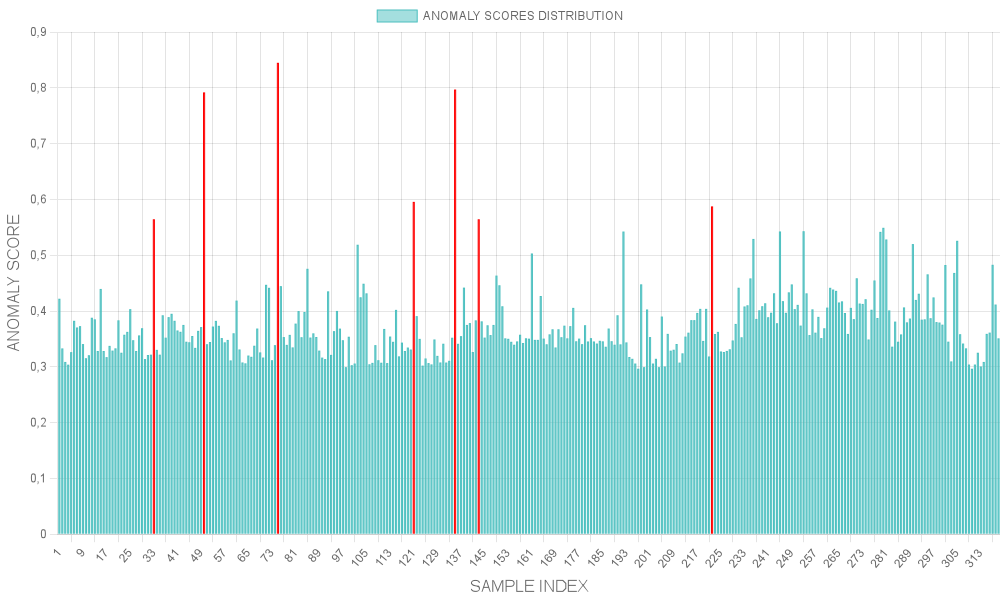 ANOMALY SCORES DISTRIBUTION
0,9
0,8
0,7
0,6
0,5
0,4
0,3
0,2
0,1
0
ANOMALY SCORE
1 9 17 25 33 41 49 57 65 73 81 89 97 105 113 121 129 137 145 153 161 169 177 185 193 201 209 217 225 233 241 249 257 265 273 281 289 297 305 313
SAMPLE INDEX